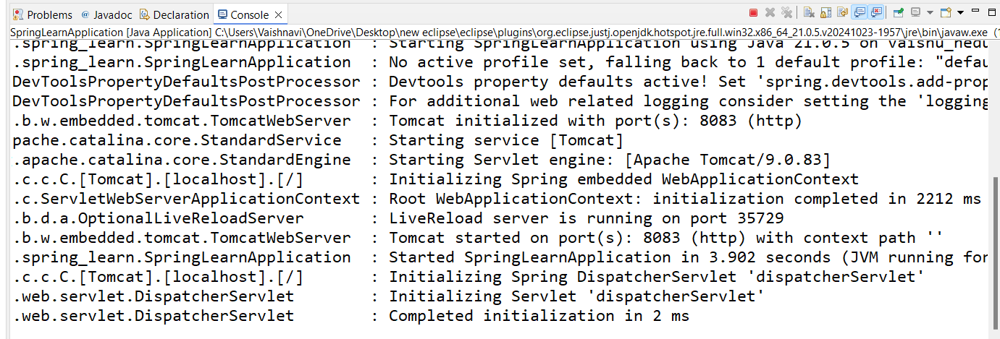 Problems @ Javadoc Declaration Console
SpringLearnApplication [Java Application] C:\Users\Vaishnavi\OneDrive\Desktop\new eclipse\eclipse\plugins\org.eclipse.justj.openjdk.hotspot.jre.full.win32.x86_64_21.0.5.v20241023-1957\jre\bin\javaw.exe (1
.spring_learn.SpringLearnApplication : Starting SpringLearnApplication using Java 21.0.5 on vaishu_nedu
.spring_learn.SpringLearnApplication : No active profile set, falling back to 1 default profile: "defau
DevToolsPropertyDefaultsPostProcessor : Devtools property defaults active! Set 'spring.devtools.add-prop
DevToolsPropertyDefaultsPostProcessor : For additional web related logging consider setting the 'logging
.b.w.embedded.tomcat.TomcatWebServer : Tomcat initialized with port(s): 8083 (http)
pache.catalina.core.StandardService : Starting service [Tomcat]
.apache.catalina.core.StandardEngine : Starting Servlet engine: [Apache Tomcat/9.0.83]
.c.c.C.[Tomcat].[localhost].[/] : Initializing Spring embedded WebApplicationContext
.c.ServletWebServerApplicationContext : Root WebApplicationContext: initialization completed in 2212 ms
.b.d.a.OptionalLiveReloadServer : LiveReload server is running on port 35729
.b.w.embedded.tomcat.TomcatWebServer : Tomcat started on port(s): 8083 (http) with context path ''
.spring_learn.SpringLearnApplication : Started SpringLearnApplication in 3.902 seconds (JVM running for
.c.c.C.[Tomcat].[localhost].[/] : Initializing Spring DispatcherServlet 'dispatcherServlet'
.web.servlet.DispatcherServlet : Initializing Servlet 'dispatcherServlet'
.web.servlet.DispatcherServlet : Completed initialization in 2 ms